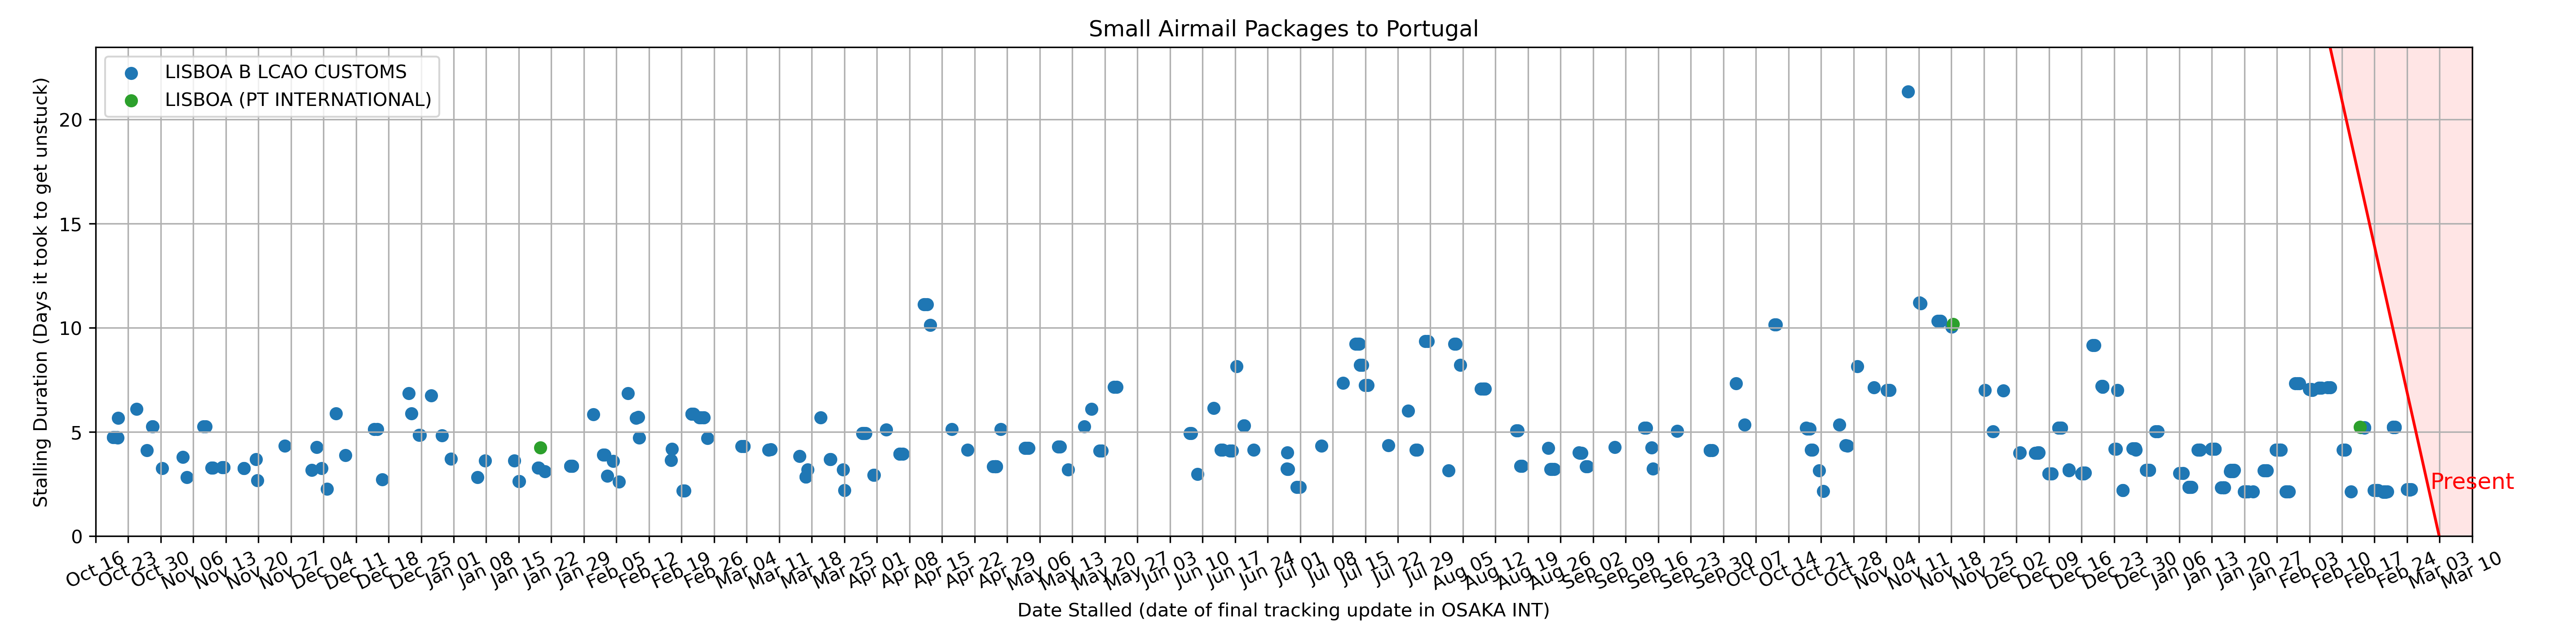 Small Airmail Packages to Portugal
LISBOA B LCAO CUSTOMS
LISBOA (PT INTERNATIONAL)
Stalling Duration (Days it took to get unstuck)
20
15
10
5
0
Present
Oct 16 Oct 23 Oct 30 Nov 06 Nov 13 Nov 20 Nov 27 Dec 04 Dec 11 Dec 18 Dec 25 Jan 01 Jan 08 Jan 15 Jan 22 Jan 29 Feb 05 Feb 12 Feb 19 Feb 26 Mar 04 Mar 11 Mar 18 Mar 25 Apr 01 Apr 08 Apr 15 Apr 22 Apr 29 May 06 May 13 May 20 May 27 Jun 03 Jun 10 Jun 17 Jun 24 Jul 01 Jul 08 Jul 15 Jul 22 Jul 29 Aug 05 Aug 12 Aug 19 Aug 26 Sep 02 Sep 09 Sep 16 Sep 23 Sep 30 Oct 07 Oct 14 Oct 21 Oct 28 Nov 04 Nov 11 Nov 18 Nov 25 Dec 02 Dec 09 Dec 16 Dec 23 Dec 30 Jan 06 Jan 13 Jan 20 Jan 27 Feb 03 Feb 10 Feb 17 Feb 24 Mar 03 Mar 10
Date Stalled (date of final tracking update in OSAKA INT)